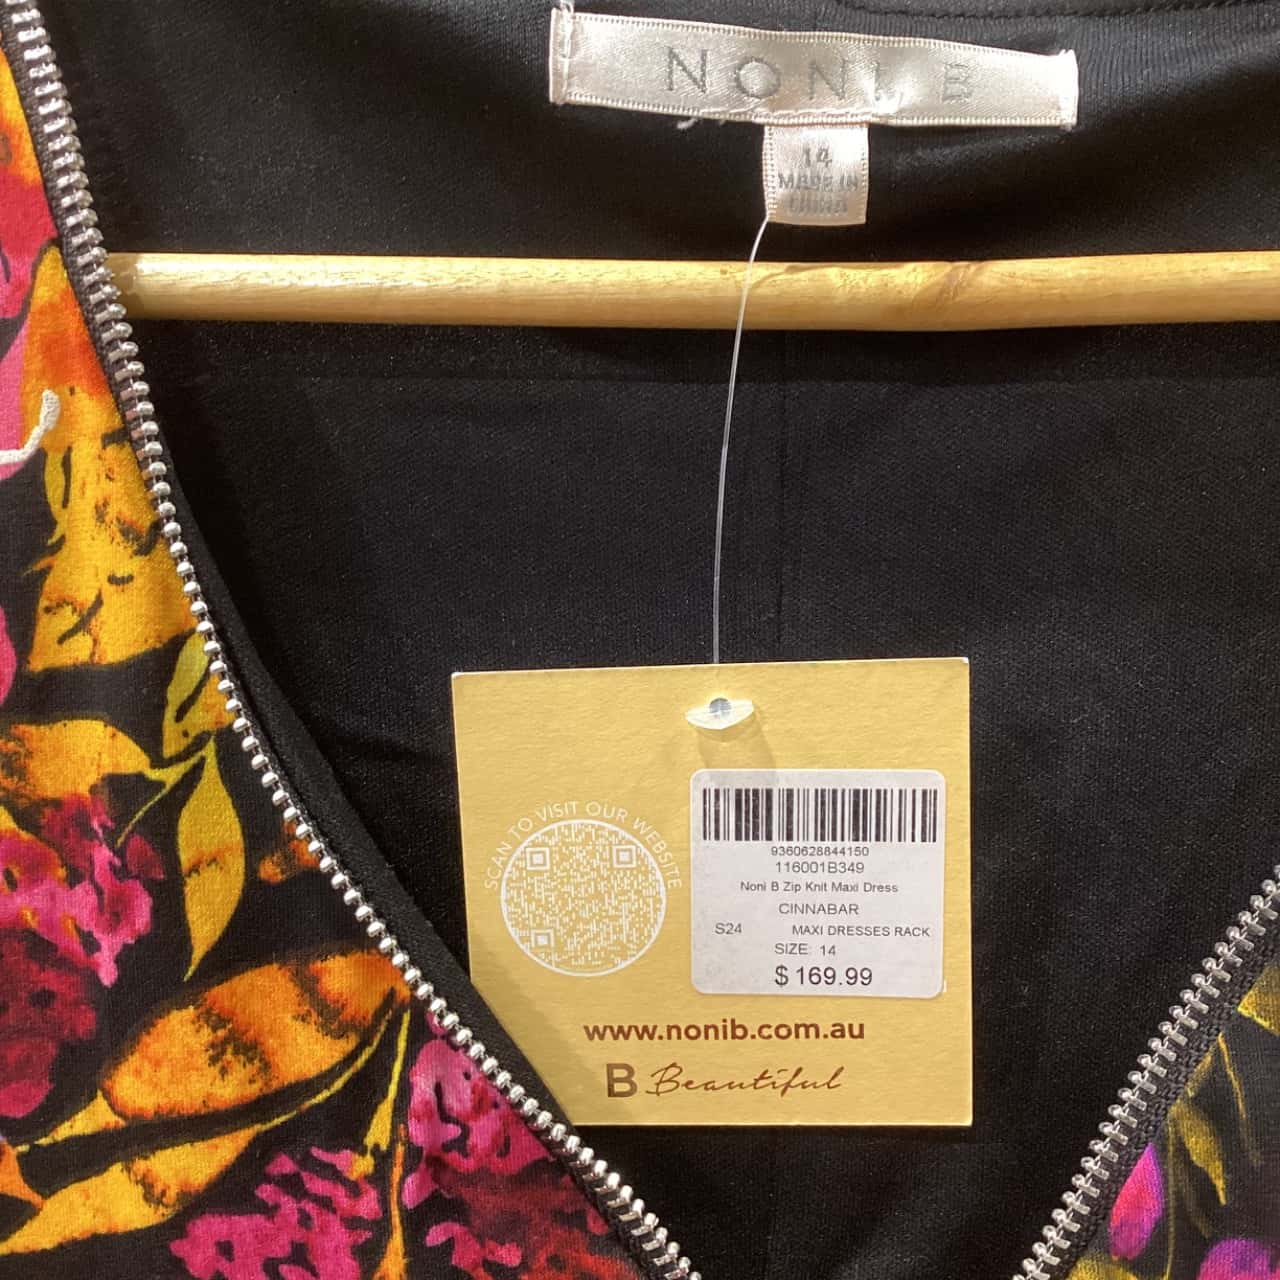 NONI B
14
MADE IN
CHINA
SCAN TO VISIT OUR WEBSITE
9360628844150
116001B349
Noni B Zip Knit Maxi Dress
CINNABAR
S24 MAXI DRESSES RACK
SIZE: 14
$169.99
www.nonib.com.au
B Beautiful